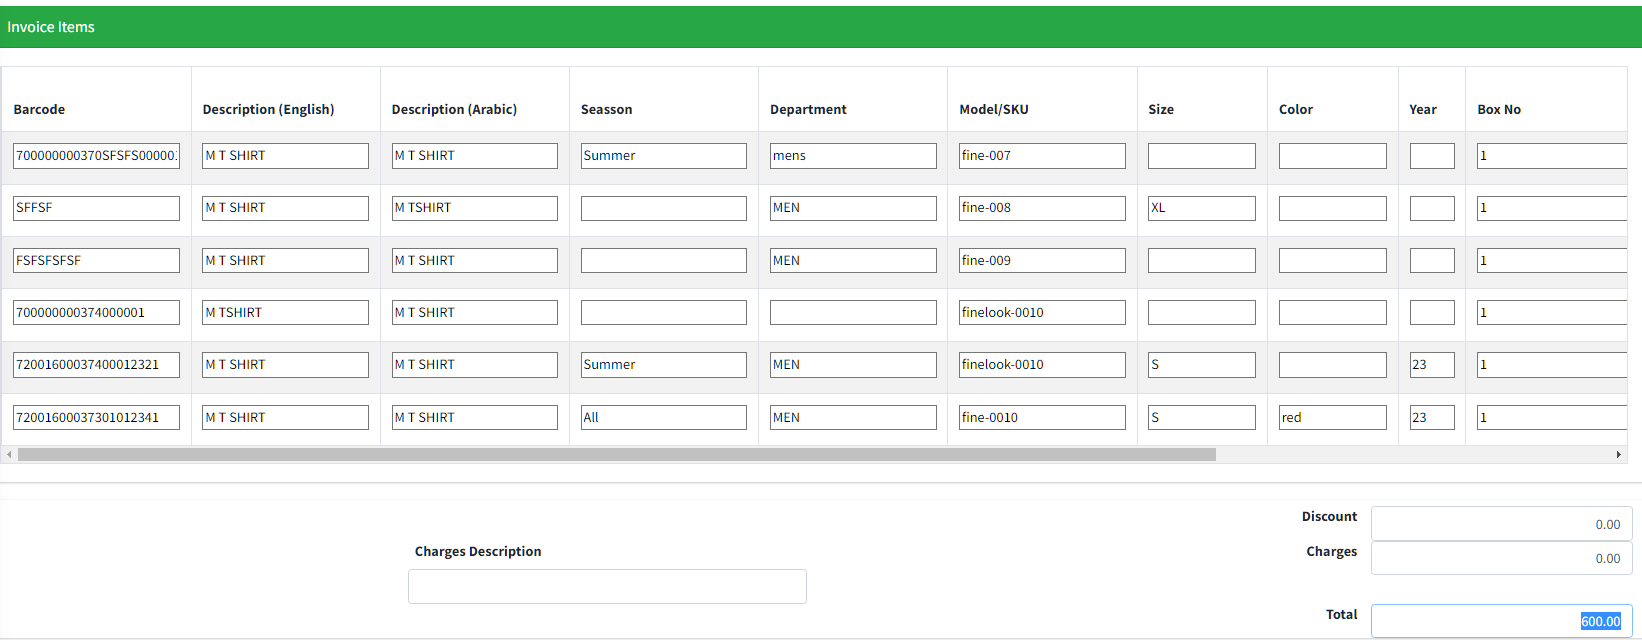 Invoice Items
Barcode Description (English) Description (Arabic) Seasson Department Model/SKU Size Color Year Box No
700000000370SFSFS00000 M T SHIRT M T SHIRT Summer mens fine-007 1
SFFSF M T SHIRT M TSHIRT MEN fine-008 XL 1
FSFSFSFSF M T SHIRT M T SHIRT MEN fine-009 1
700000000374000001 M TSHIRT M T SHIRT finelook-0010 1
72001600037400012321 M T SHIRT M T SHIRT Summer MEN finelook-0010 S 23 1
72001600037301012341 M T SHIRT M T SHIRT All MEN fine-0010 S red 23 1
Discount 0.00
Charges Description Charges 0.00
Total 600.00